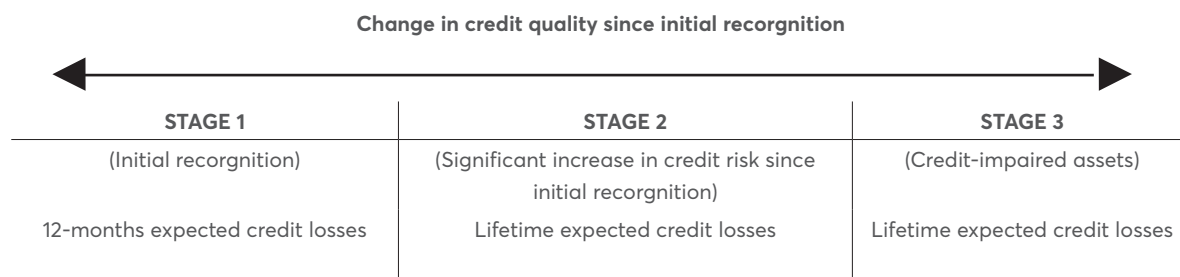 Change in credit quality since initial recorgnition
STAGE 1
STAGE 2
STAGE 3
(Initial recorgnition)
(Significant increase in credit risk since
initial recorgnition)
(Credit-impaired assets)
12-months expected credit losses
Lifetime expected credit losses
Lifetime expected credit losses